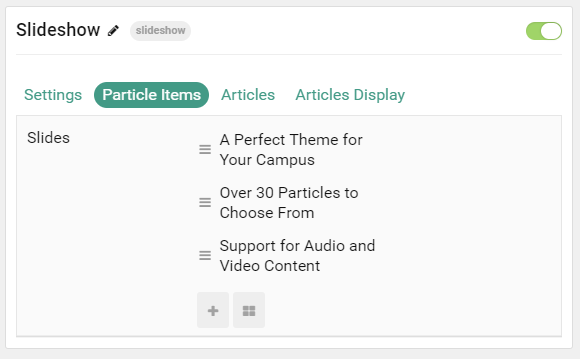 Slideshow slideshow
Settings Particle Items Articles Articles Display
Slides
A Perfect Theme for
Your Campus
Over 30 Particles to
Choose From
Support for Audio and
Video Content